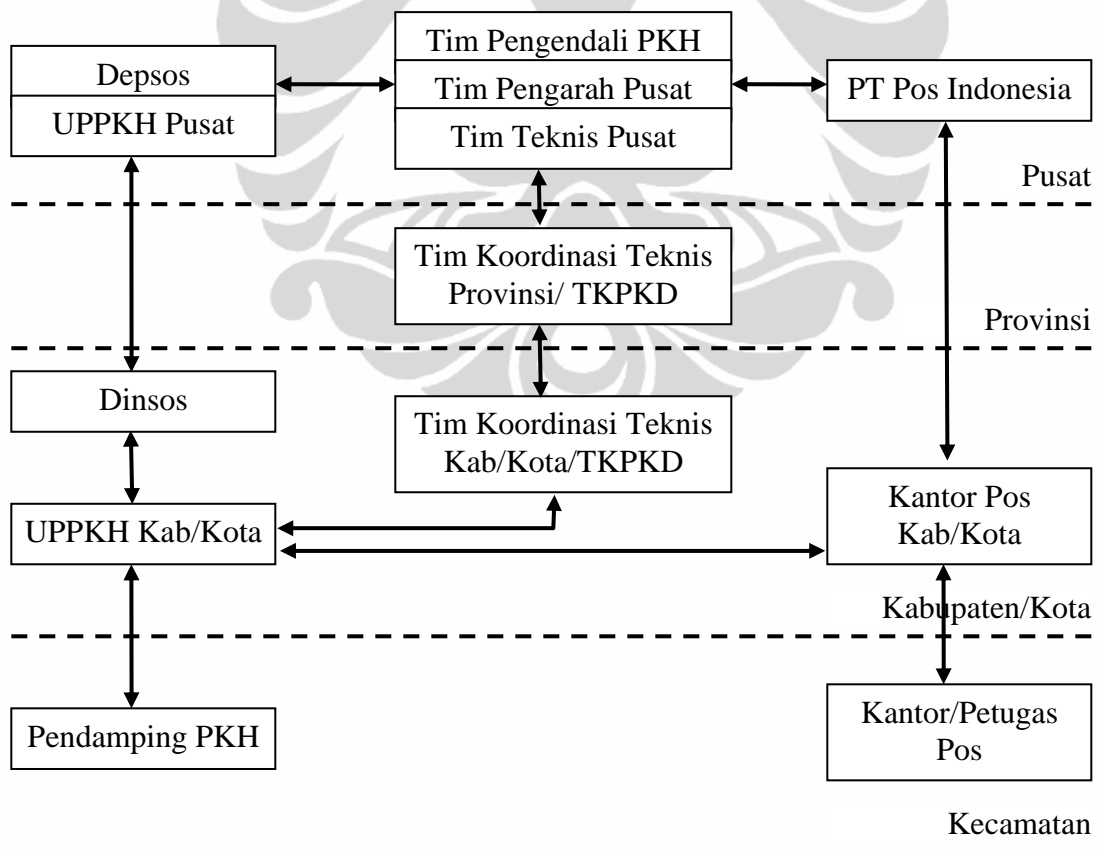 Tim Pengendali PKH
Depsos
Tim Pengarah Pusat
PT Pos Indonesia
UPPKH Pusat
Tim Teknis Pusat
Pusat
Tim Koordinasi Teknis
Provinsi/ TKPKD
Provinsi
Dinsos
Tim Koordinasi Teknis
Kab/Kota/TKPKD
UPPKH Kab/Kota
Kantor Pos
Kab/Kota
Kabupaten/Kota
Pendamping PKH
Kantor/Petugas
Pos
Kecamatan